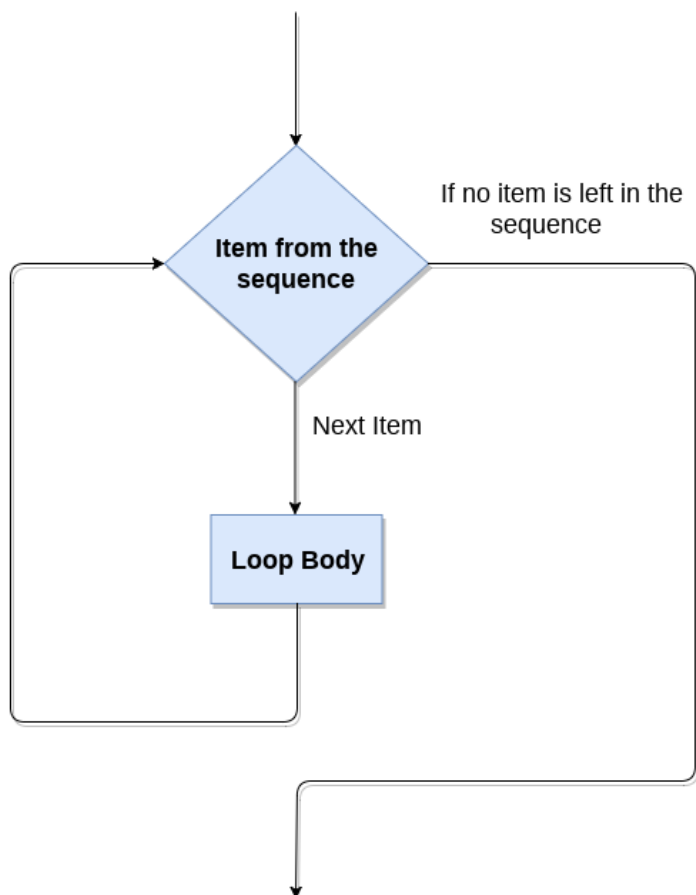 If no item is left in the
sequence
Item from the
sequence
Next Item
Loop Body